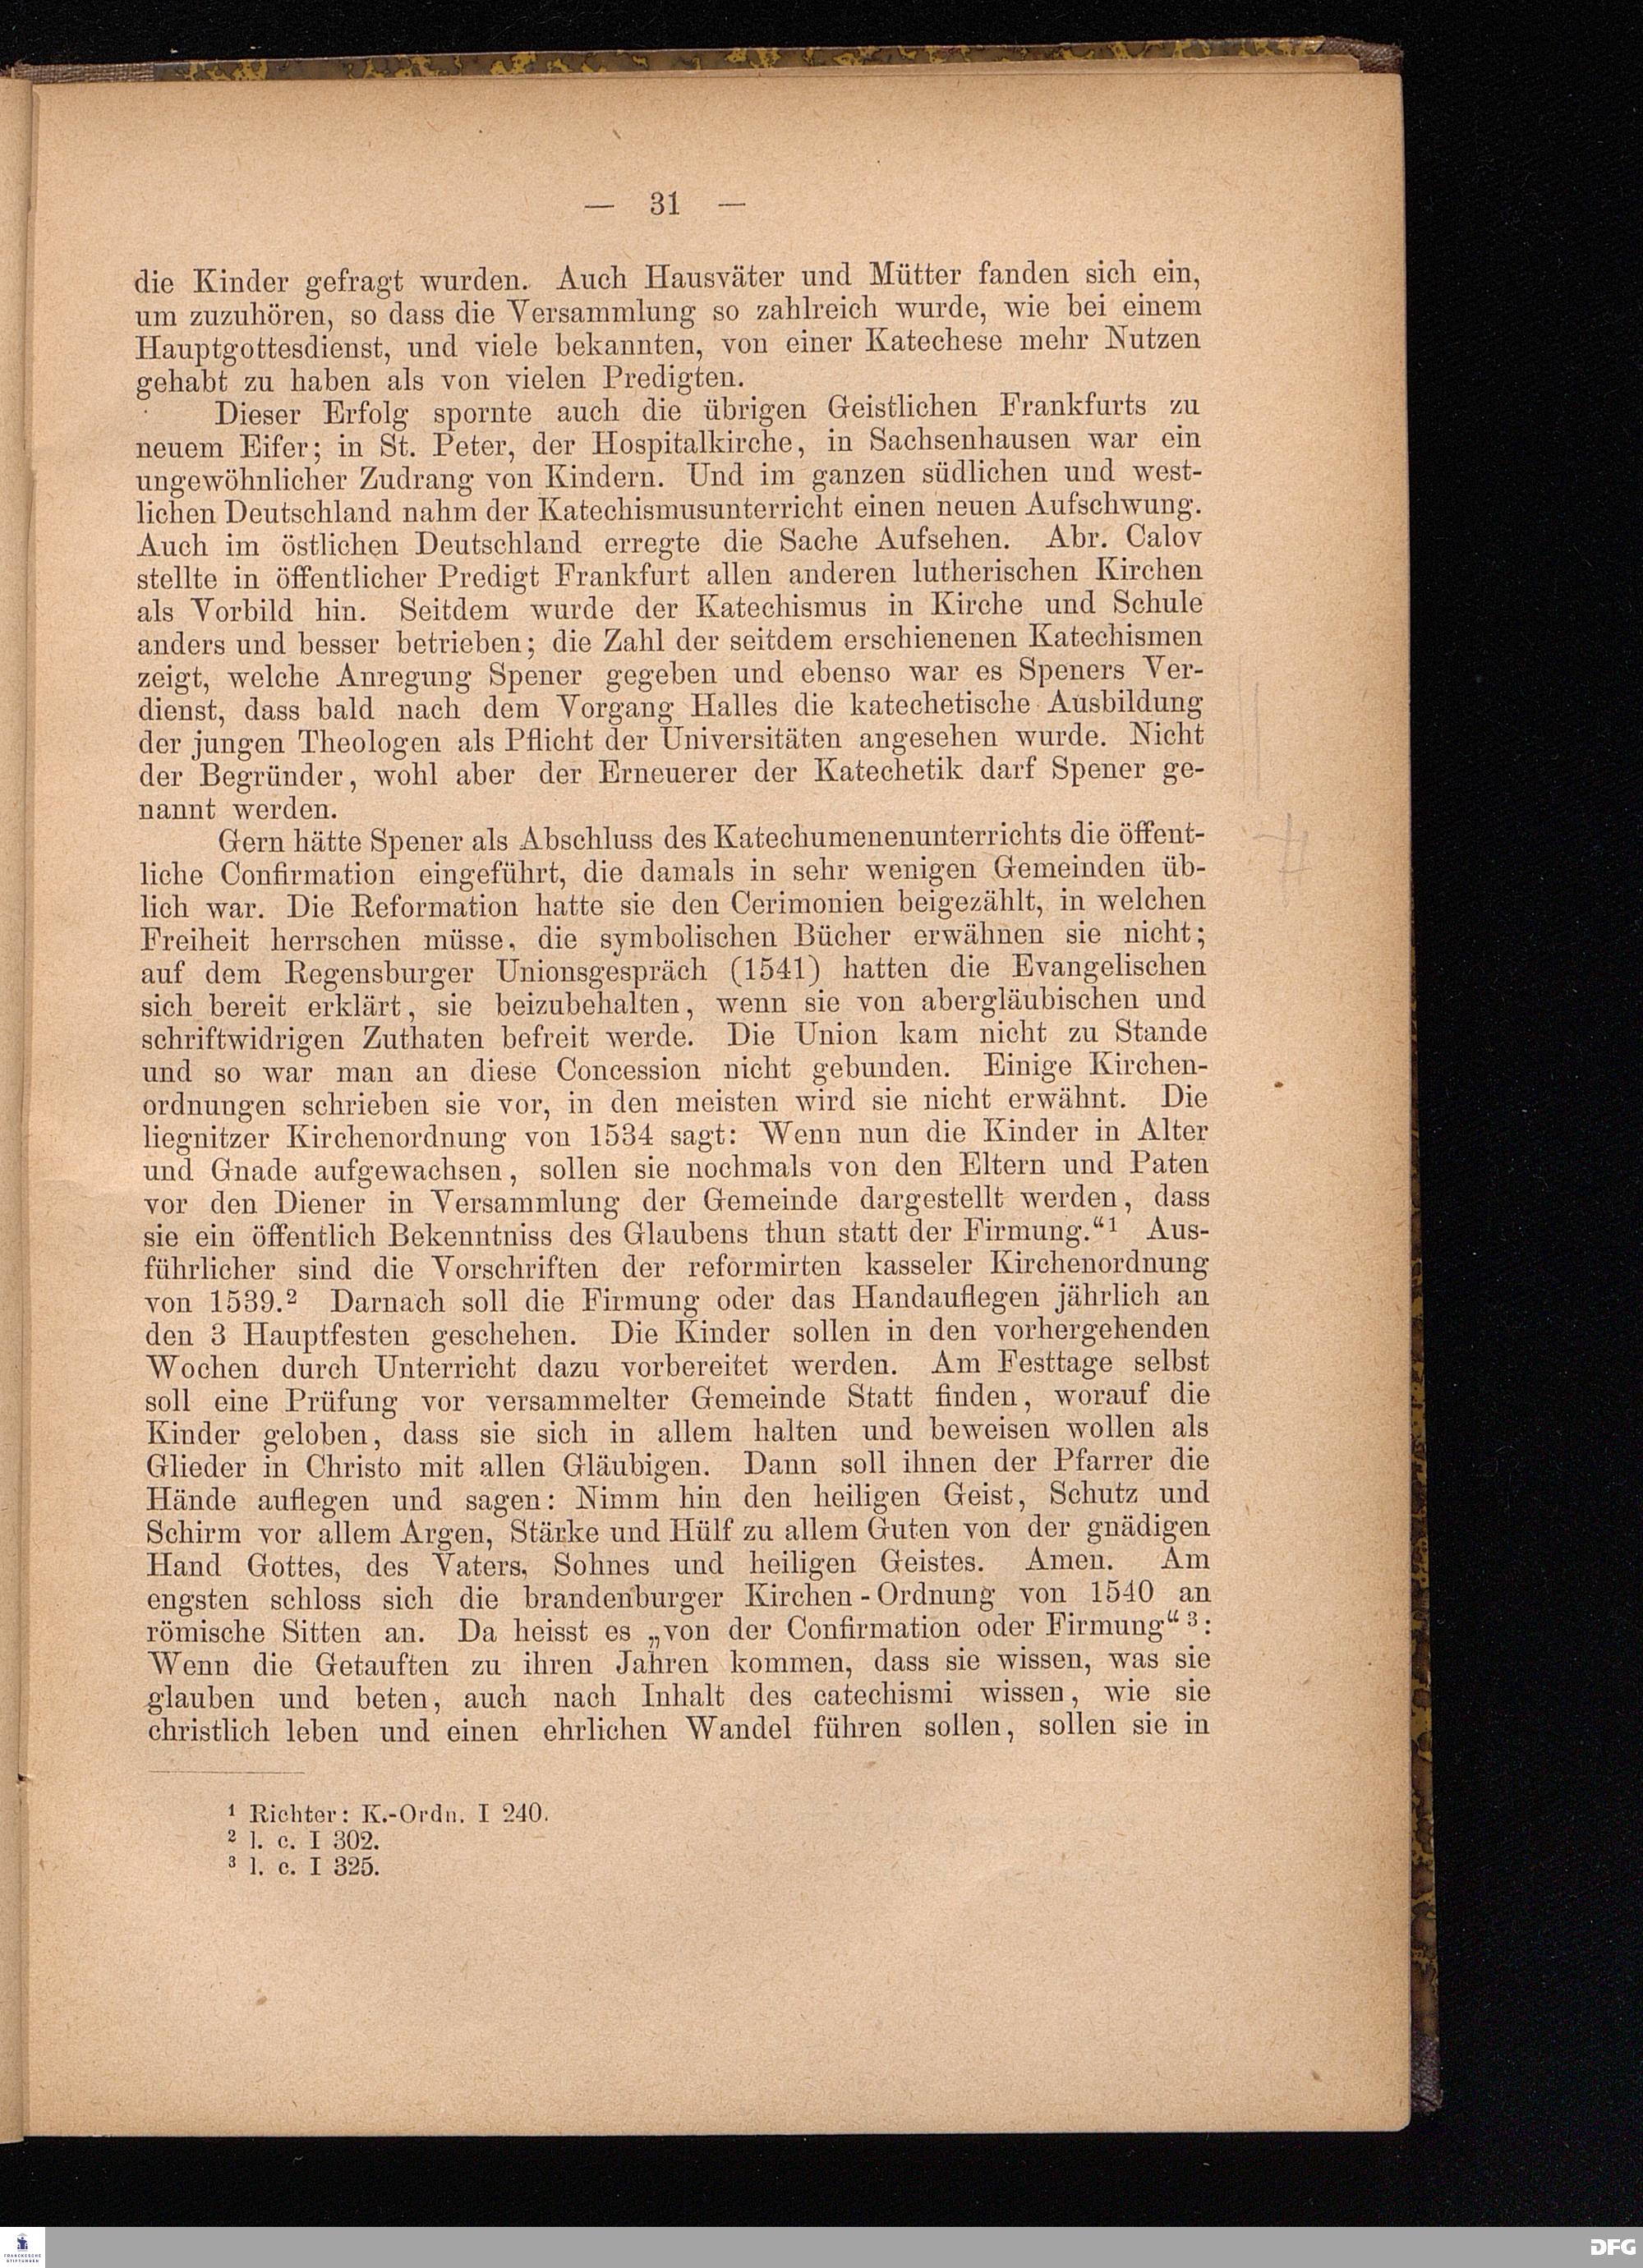 — 31 —
die Kinder gefragt wurden. Auch Hausväter und Mütter fanden sich ein,
um zuzuhören, so dass die Versammlung so zahlreich wurde, wie bei einem
Hauptgottesdienst, und viele bekannten, von einer Katechese mehr Nutzen
gehabt zu haben als von vielen Predigten.
Dieser Erfolg spornte auch die übrigen Geistlichen Frankfurts zu
neuem Eifer; in St. Peter, der Hospitalkirche, in Sachsenhausen war ein
ungewöhnlicher Zudrang von Kindern. Und im ganzen südlichen und west-
lichen Deutschland nahm der Katechismusunterricht einen neuen Aufschwung.
Auch im östlichen Deutschland erregte die Sache Aufsehen. Abr. Calov
stellte in öffentlicher Predigt Frankfurt allen anderen lutherischen Kirchen
als Vorbild hin. Seitdem wurde der Katechismus in Kirche und Schule
anders und besser betrieben; die Zahl der seitdem erschienenen Katechismen
zeigt, welche Anregung Spener gegeben und ebenso war es Speners Ver-
dienst, dass bald nach dem Vorgang Halles die katechetische Ausbildung
der jungen Theologen als Pflicht der Universitäten angesehen wurde. Nicht
der Begründer, wohl aber der Erneuerer der Katechetik darf Spener ge-
nannt werden.
Gern hätte Spener als Abschluss des Katechumenenunterrichts die öffent-
liche Confirmation eingeführt, die damals in sehr wenigen Gemeinden üb-
lich war. Die Reformation hatte sie den Cerimonien beigezählt, in welchen
Freiheit herrschen müsse, die symbolischen Bücher erwähnen sie nicht;
auf dem Regensburger Unionsgespräch (1541) hatten die Evangelischen
sich bereit erklärt, sie beizubehalten, wenn sie von abergläubischen und
schriftwidrigen Zuthaten befreit werde. Die Union kam nicht zu Stande
und so war man an diese Concession nicht gebunden. Einige Kirchen-
ordnungen schrieben sie vor, in den meisten wird sie nicht erwähnt. Die
liegnitzer Kirchenordnung von 1534 sagt: Wenn nun die Kinder in Alter
und Gnade aufgewachsen, sollen sie nochmals von den Eltern und Paten
vor den Diener in Versammlung der Gemeinde dargestellt werden, dass
sie ein öffentlich Bekenntniss des Glaubens thun statt der Firmung.“¹ Aus-
führlicher sind die Vorschriften der reformirten kasseler Kirchenordnung
von 1539.² Darnach soll die Firmung oder das Handauflegen jährlich an
den 3 Hauptfesten geschehen. Die Kinder sollen in den vorhergehenden
Wochen durch Unterricht dazu vorbereitet werden. Am Festtage selbst
soll eine Prüfung vor versammelter Gemeinde Statt finden, worauf die
Kinder geloben, dass sie sich in allem halten und beweisen wollen als
Glieder in Christo mit allen Gläubigen. Dann soll ihnen der Pfarrer die
Hände auflegen und sagen: Nimm hin den heiligen Geist, Schutz und
Schirm vor allem Argen, Stärke und Hülf zu allem Guten von der gnädigen
Hand Gottes, des Vaters, Sohnes und heiligen Geistes. Amen. Am
engsten schloss sich die brandenburger Kirchen-Ordnung von 1540 an
römische Sitten an. Da heisst es „von der Confirmation oder Firmung“³:
Wenn die Getauften zu ihren Jahren kommen, dass sie wissen, was sie
glauben und beten, auch nach Inhalt des catechismi wissen, wie sie
christlich leben und einen ehrlichen Wandel führen sollen, sollen sie in
¹ Richter: K.-Ordn. I 240.
² l. c. I 302.
³ l. c. I 325.
FRANCKESCHE
STIFTUNGEN
DFG